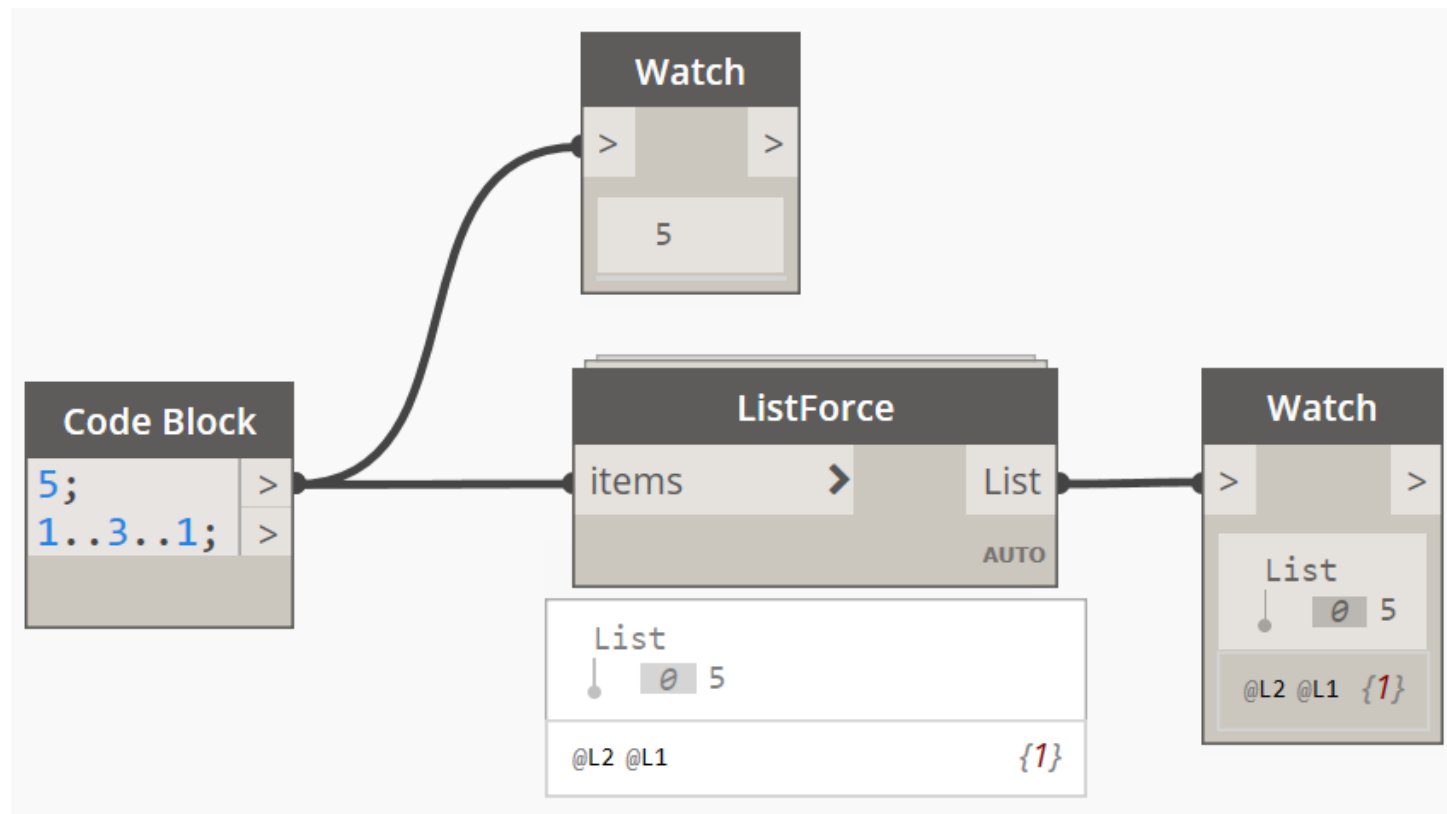 Watch
> >
5
Code Block
5; >
1..3..1; >
ListForce
items > List
AUTO
List
0 5
@L2 @L1 {1}
Watch
> >
List
0 5
@L2 @L1 {1}